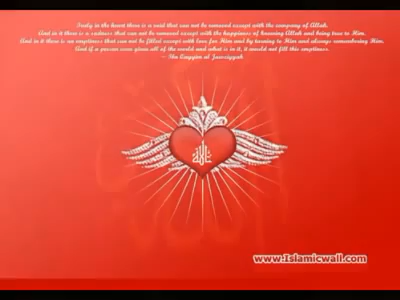 Truly in the heart there is a void that can not be removed except with the company of Allah.
And in it there is a sadness that can not be removed except with the happiness of knowing Allah and being true to Him.
And in it there is an emptiness that can not be filled except with love for Him and by turning to Him and always remembering Him.
And if a person were given all of the world and what is in it, it would not fill this emptiness.
~ Ibn Qayyim al Jawziyyah
الله
www.Islamicwall.com